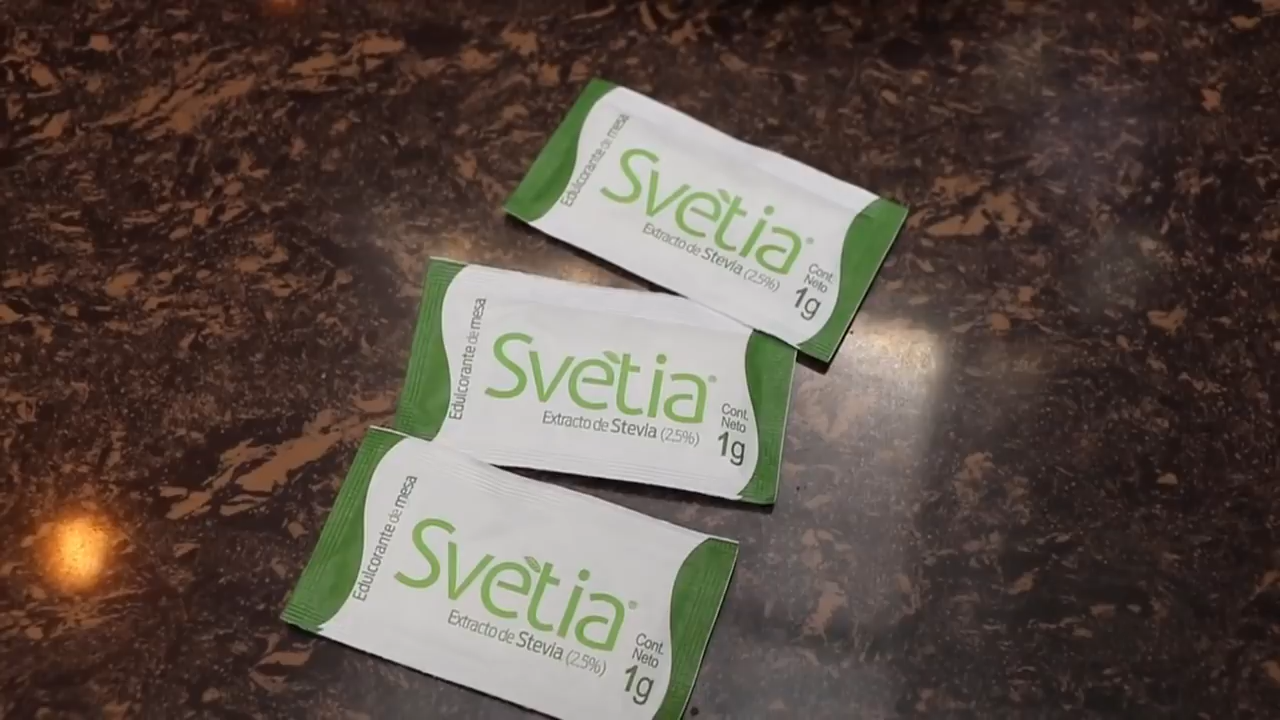 Edulcorante de mesa
Svetia®
Extracto de Stevia (2.5%)
Cont.
Neto
1g
Edulcorante de mesa
Svetia®
Extracto de Stevia (2.5%)
Cont.
Neto
1g
Edulcorante de mesa
Svetia®
Extracto de Stevia (2.5%)
Cont.
Neto
1g